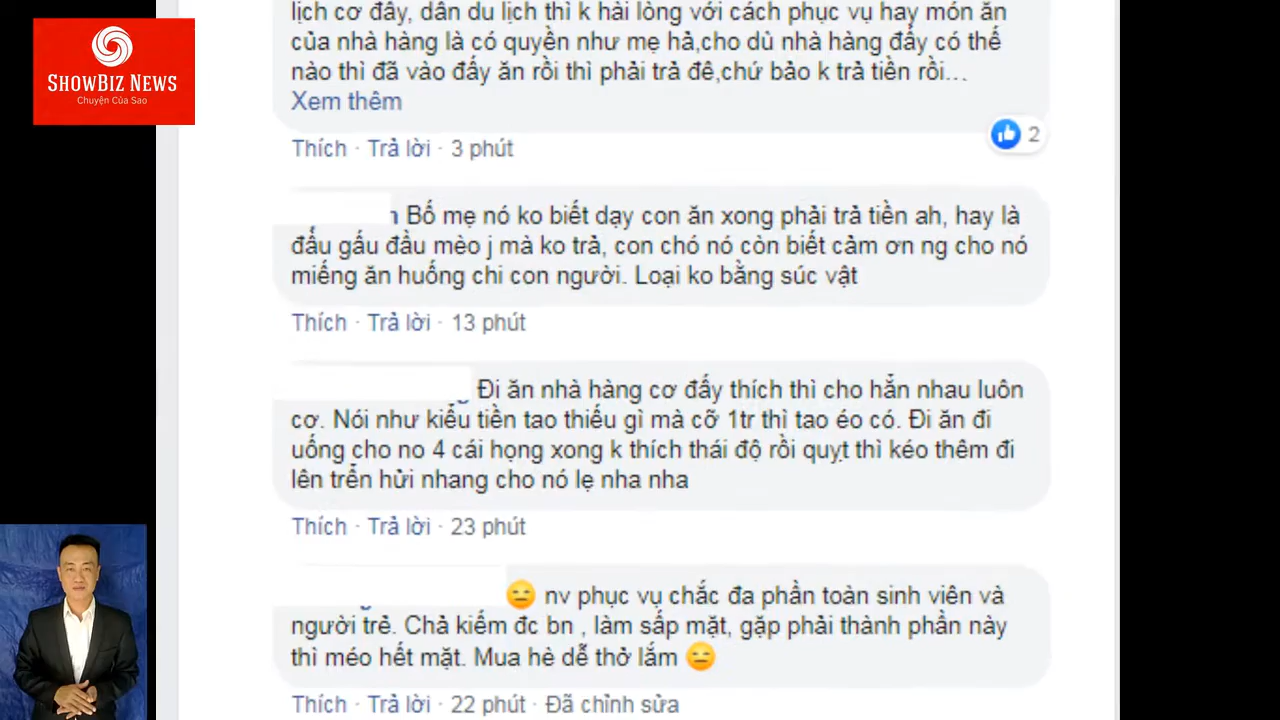 SHOWBIZ NEWS
Chuyện Của Sao
lịch cơ đấy, dân du lịch thì k hài lòng với cách phục vụ hay món ăn
của nhà hàng là có quyền như mẹ hả,cho dù nhà hàng đấy có thế
nào thì đã vào đấy ăn rồi thì phải trả đê,chứ bảo k trả tiền rồi...
Xem thêm
2
Thích · Trả lời · 3 phút
Bố mẹ nó ko biết dạy con ăn xong phải trả tiền ah, hay là
đầu gấu đầu mèo j mà ko trả, con chó nó còn biết cảm ơn ng cho nó
miếng ăn huống chi con người. Loại ko bằng súc vật
Thích · Trả lời · 13 phút
Đi ăn nhà hàng cơ đấy thích thì cho hẳn nhau luôn
cơ. Nói như kiểu tiền tao thiếu gì mà cỡ 1tr thì tao éo có. Đi ăn đi
uống cho no 4 cái họng xong k thích thái độ rồi quỵt thì kéo thêm đi
lên trển hửi nhang cho nó lẹ nha nha
Thích · Trả lời · 23 phút
😑 nv phục vụ chắc đa phần toàn sinh viên và
người trẻ. Chả kiếm đc bn , làm sấp mặt, gặp phải thành phần này
thì méo hết mặt. Mua hè dễ thở lắm 😑
Thích · Trả lời · 22 phút · Đã chỉnh sửa